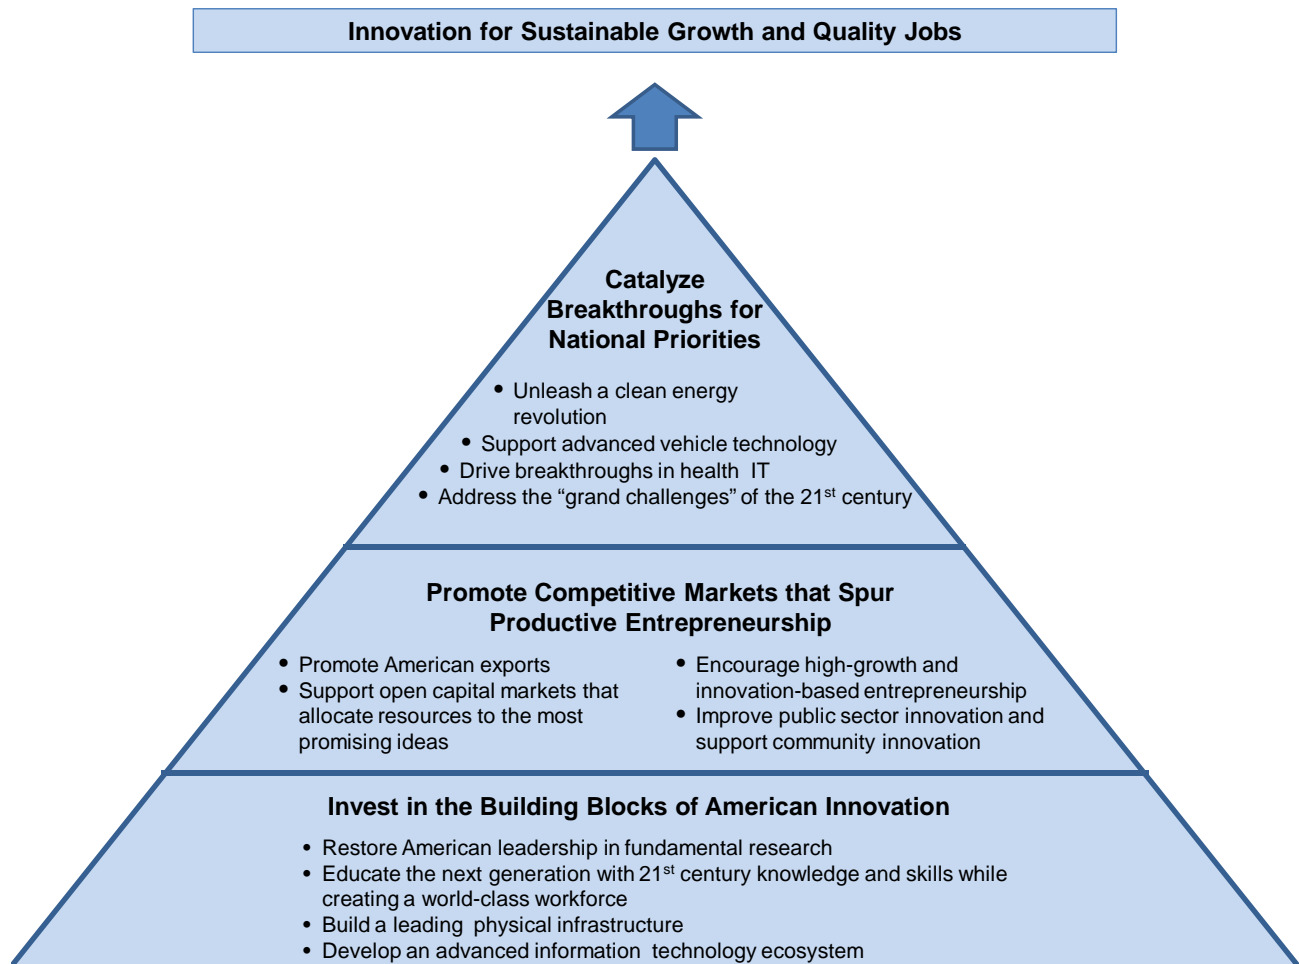 Innovation for Sustainable Growth and Quality Jobs
Catalyze
Breakthroughs for
National Priorities
• Unleash a clean energy
revolution
• Support advanced vehicle technology
• Drive breakthroughs in health IT
• Address the “grand challenges” of the 21st century
Promote Competitive Markets that Spur
Productive Entrepreneurship
• Promote American exports
• Support open capital markets that
allocate resources to the most
promising ideas
• Encourage high-growth and
innovation-based entrepreneurship
• Improve public sector innovation and
support community innovation
Invest in the Building Blocks of American Innovation
• Restore American leadership in fundamental research
• Educate the next generation with 21st century knowledge and skills while
creating a world-class workforce
• Build a leading physical infrastructure
• Develop an advanced information technology ecosystem